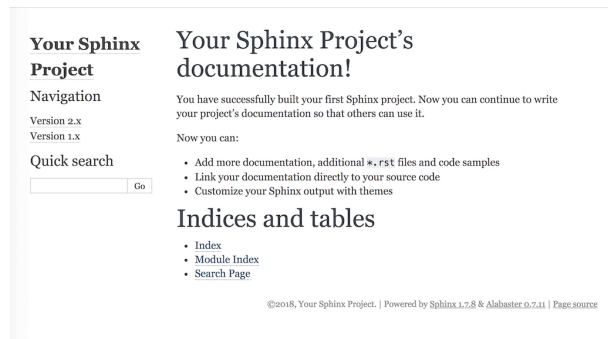 Your Sphinx
Project
Navigation
Version 2.x
Version 1.x
Quick search
Go
Your Sphinx Project's
documentation!
You have successfully built your first Sphinx project. Now you can continue to write
your project's documentation so that others can use it.
Now you can:
• Add more documentation, additional *.rst files and code samples
• Link your documentation directly to your source code
• Customize your Sphinx output with themes
Indices and tables
• Index
• Module Index
• Search Page
©2018, Your Sphinx Project. | Powered by Sphinx 1.7.8 & Alabaster 0.7.11 | Page source